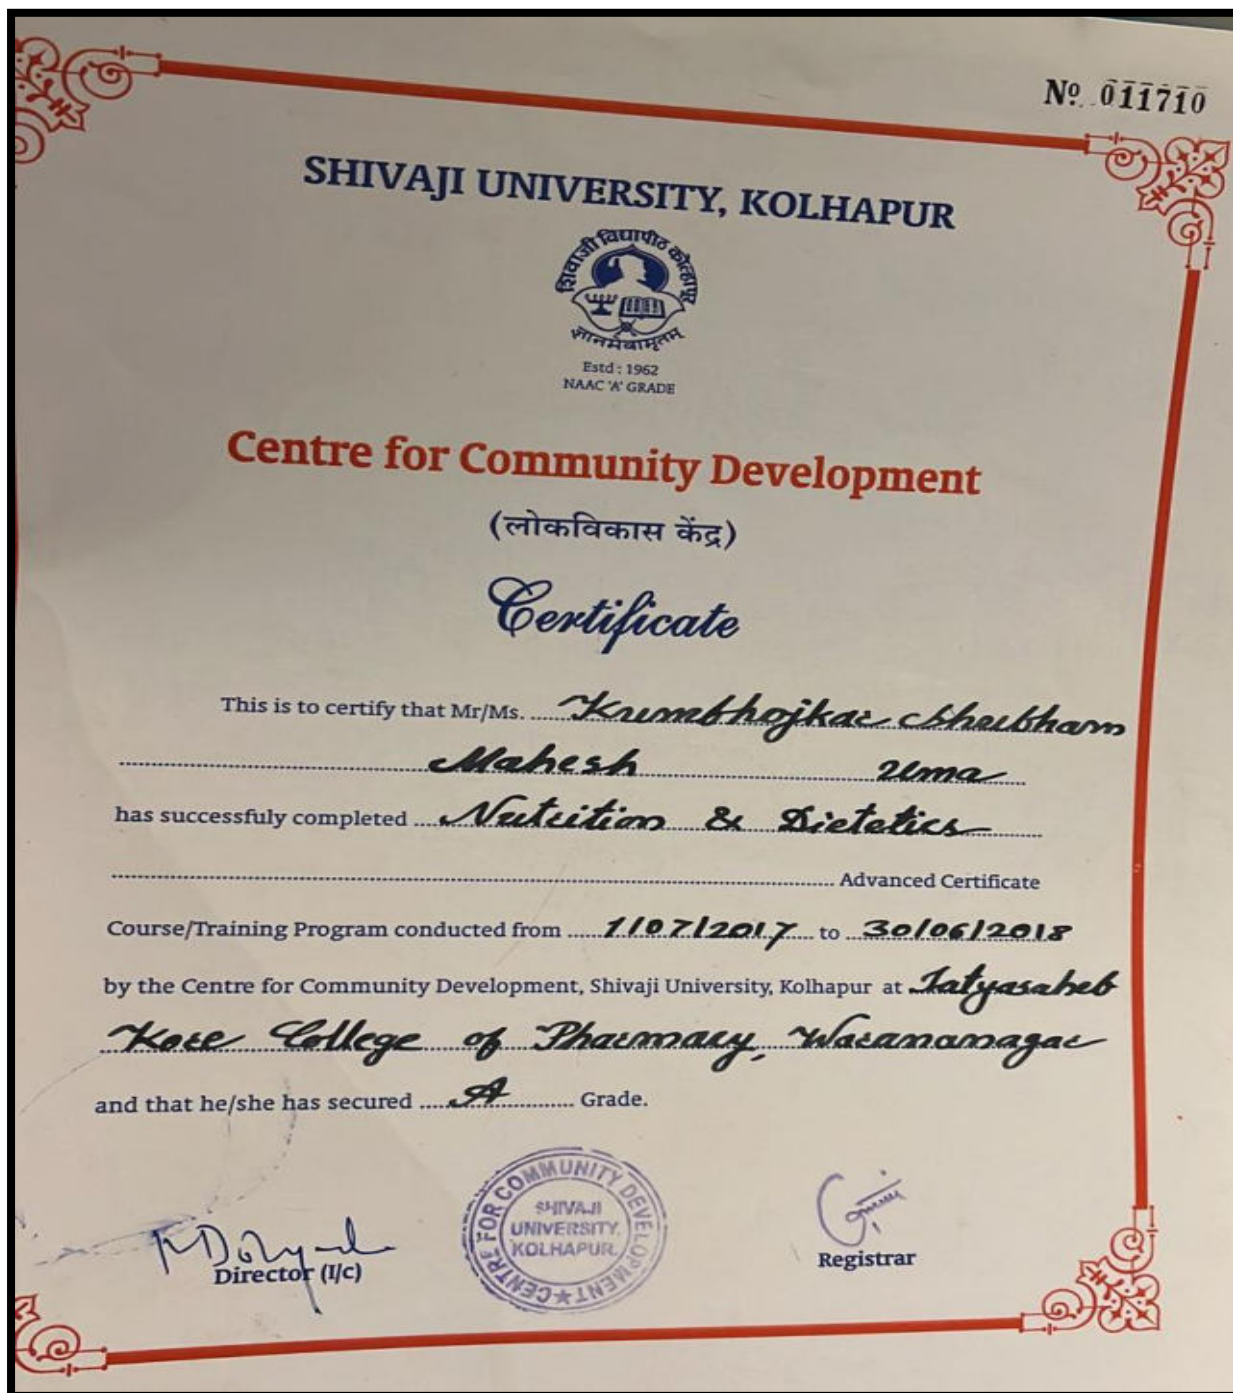 Nº. 011710
SHIVAJI UNIVERSITY, KOLHAPUR
शिवाजी विद्यापीठ कोल्हापूर
ज्ञानमेवामृतम्
Estd : 1962
NAAC 'A' GRADE
Centre for Community Development
(लोकविकास केंद्र)
Certificate
This is to certify that Mr/Ms. Kumbhojkar Shubham
Mahesh Uma
has successfuly completed Nutrition & Dietetics
Advanced Certificate
Course/Training Program conducted from 1/07/2017 to 30/06/2018
by the Centre for Community Development, Shivaji University, Kolhapur at Tatyasaheb
Kore College of Pharmacy, Warananagar
and that he/she has secured A Grade.
CENTRE FOR COMMUNITY DEVELOPMENT
SHIVAJI
UNIVERSITY,
KOLHAPUR.
Director (I/c)
Registrar